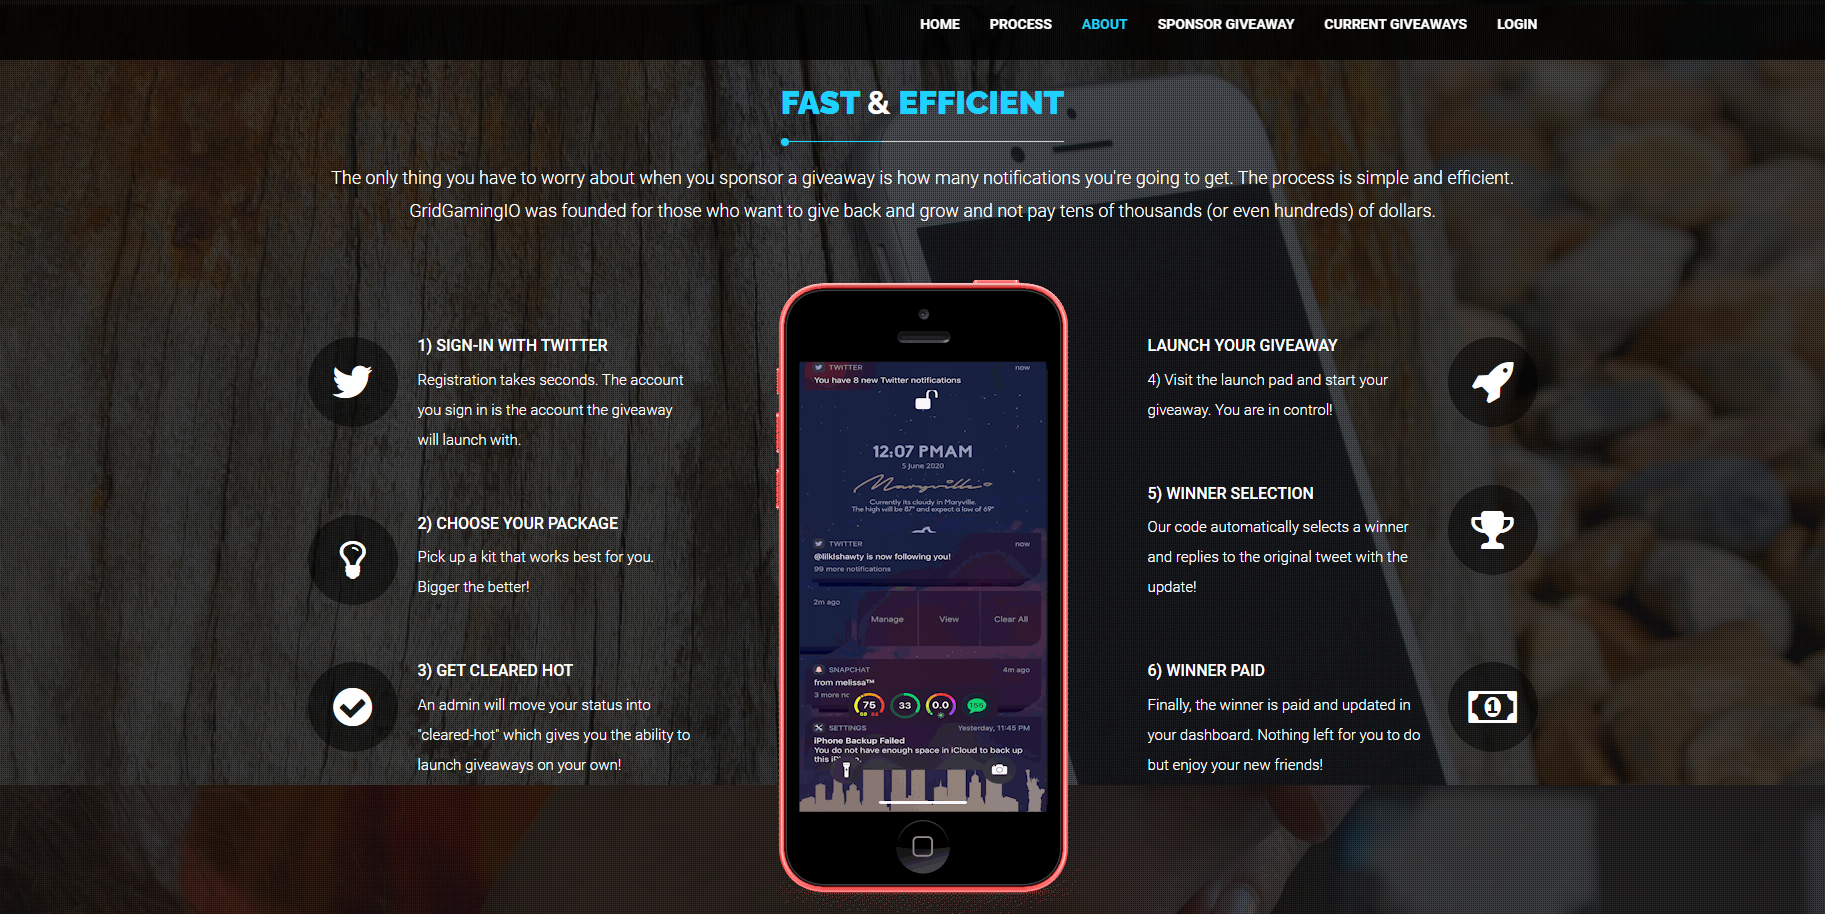 HOME PROCESS ABOUT SPONSOR GIVEAWAY CURRENT GIVEAWAYS LOGIN
FAST & EFFICIENT
The only thing you have to worry about when you sponsor a giveaway is how many notifications you're going to get. The process is simple and efficient.
GridGamingIO was founded for those who want to give back and grow and not pay tens of thousands (or even hundreds) of dollars.
1) SIGN-IN WITH TWITTER
Registration takes seconds. The account
you sign in is the account the giveaway
will launch with.
2) CHOOSE YOUR PACKAGE
Pick up a kit that works best for you.
Bigger the better!
3) GET CLEARED HOT
An admin will move your status into
"cleared-hot" which gives you the ability to
launch giveaways on your own!
TWITTER now
You have 8 new Twitter notifications
12:07 PMAM
5 June 2020
Maryville
Currently its cloudy in Maryville.
The high will be 87° and expect a low of 69°
TWITTER now
@lilklshawty is now following you!
99 more notifications
2m ago
Manage View Clear All
SNAPCHAT 4m ago
from melissa™
3 more
75 33 0.0 155
SETTINGS Yesterday, 11:45 PM
iPhone Backup Failed
You do not have enough space in iCloud to back up
this
LAUNCH YOUR GIVEAWAY
4) Visit the launch pad and start your
giveaway. You are in control!
5) WINNER SELECTION
Our code automatically selects a winner
and replies to the original tweet with the
update!
6) WINNER PAID
Finally, the winner is paid and updated in
your dashboard. Nothing left for you to do
but enjoy your new friends!